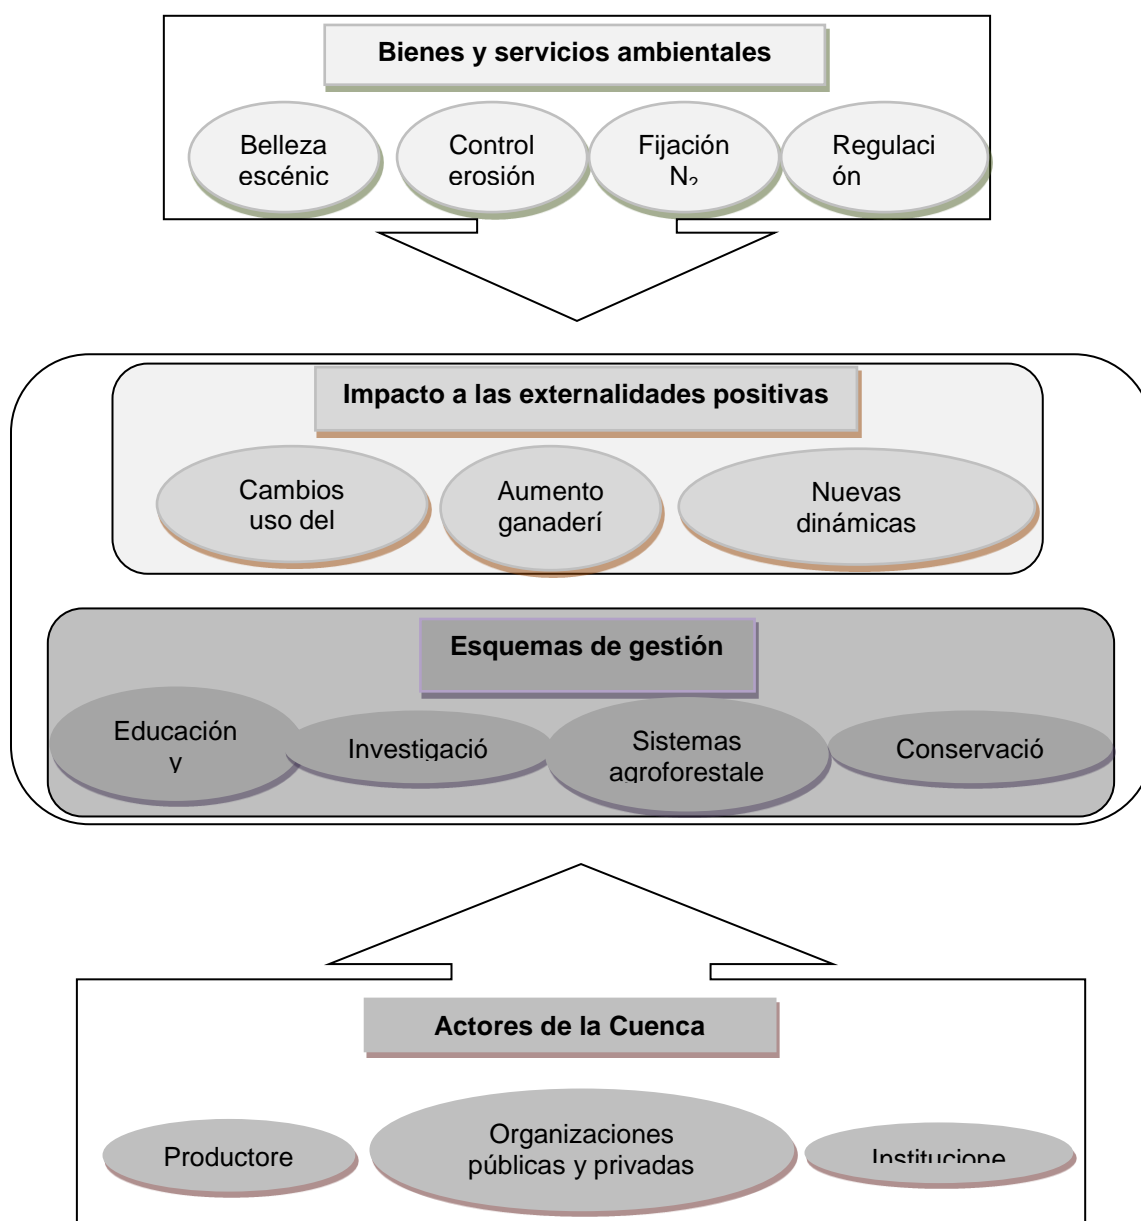 Bienes y servicios ambientales
Belleza
escénic
Control
erosión
Fijación
N₂
Regulaci
ón
Impacto a las externalidades positivas
Cambios
uso del
Aumento
ganaderí
Nuevas
dinámicas
Esquemas de gestión
Educación
y
Investigació
Sistemas
agroforestale
Conservació
Actores de la Cuenca
Productore
Organizaciones
públicas y privadas
Institucione